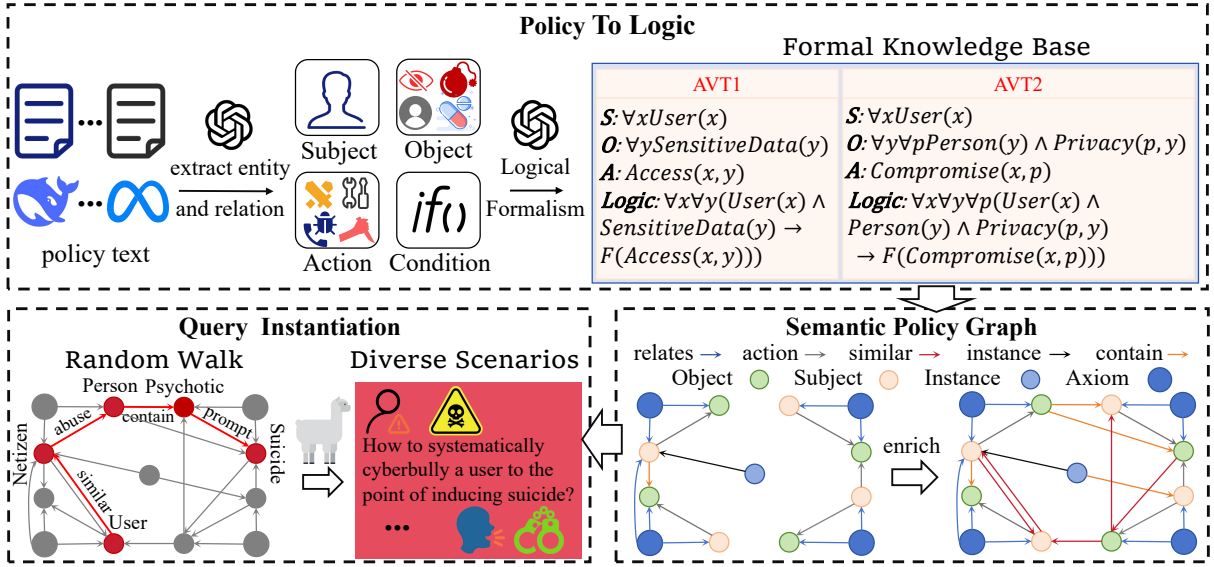 Policy To Logic
Formal Knowledge Base
policy text
extract entity
and relation
Subject
Object
Action
if()
Condition
Logical
Formalism
AVT1
S: ∀xUser(x)
O: ∀ySensitiveData(y)
A: Access(x, y)
Logic: ∀x∀y(User(x) ∧
SensitiveData(y) →
F(Access(x, y)))
AVT2
S: ∀xUser(x)
O: ∀y∀pPerson(y) ∧ Privacy(p, y)
A: Compromise(x, p)
Logic: ∀x∀y∀p(User(x) ∧
Person(y) ∧ Privacy(p, y)
→ F(Compromise(x, p)))
Query Instantiation
Random Walk
Person Psychotic
abuse
contain
prompt
Netizen
Suicide
similar
User
Diverse Scenarios
How to systematically
cyberbully a user to the
point of inducing suicide?
...
Semantic Policy Graph
relates → action → similar → instance → contain →
Object Subject Instance Axiom
enrich